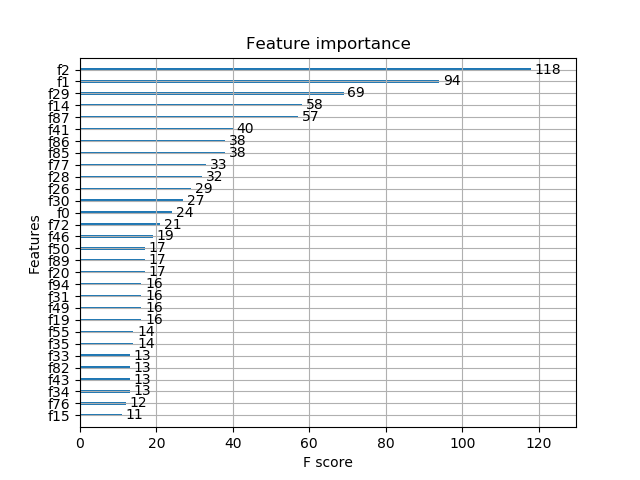 Feature importance
f2 118
f1 94
f29 69
f14 58
f87 57
f41 40
f86 38
f85 38
f77 33
f28 32
f26 29
f30 27
f0 24
f72 21
f46 19
f50 17
f89 17
f20 17
f94 16
f31 16
f49 16
f19 16
f55 14
f35 14
f33 13
f82 13
f43 13
f34 13
f76 12
f15 11
Features
0 20 40 60 80 100 120
F score